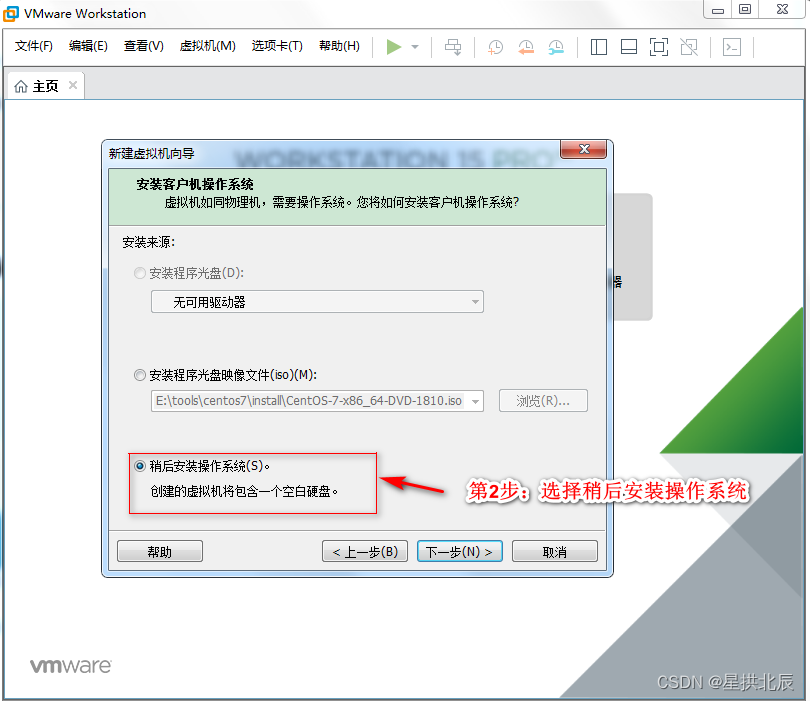 VMware Workstation
文件(F) 编辑(E) 查看(V) 虚拟机(M) 选项卡(T) 帮助(H)
主页
新建虚拟机向导
WORKSTATION 15 PRO
安装客户机操作系统
虚拟机如同物理机，需要操作系统。您将如何安装客户机操作系统?
安装来源:
安装程序光盘(D):
无可用驱动器
器
安装程序光盘映像文件(iso)(M):
E:\tools\centos7\install\CentOS-7-x86_64-DVD-1810.iso
浏览(R)...
稍后安装操作系统(S)。
创建的虚拟机将包含一个空白硬盘。
第2步：选择稍后安装操作系统
帮助 < 上一步(B) 下一步(N) > 取消
vmware
CSDN @星拱北辰